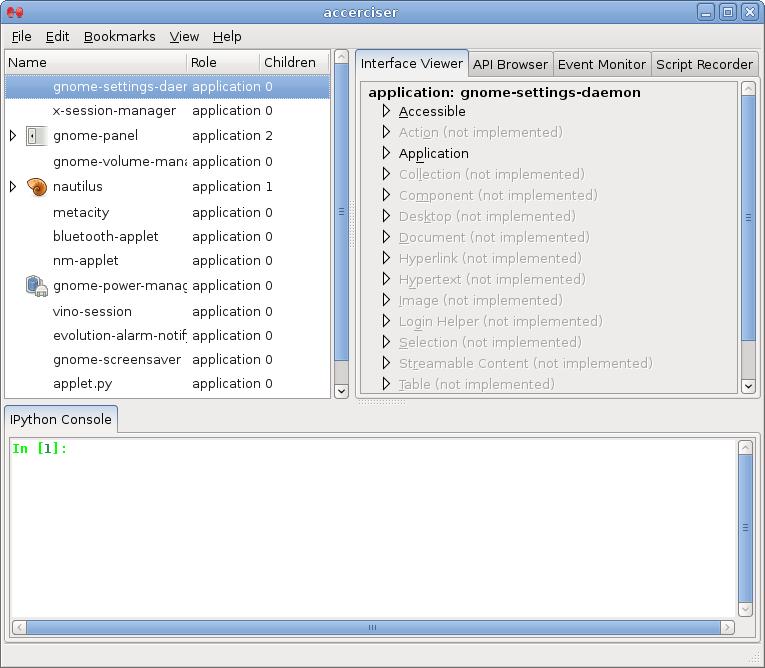 accerciser
File Edit Bookmarks View Help
Name Role Children
gnome-settings-daer application 0
x-session-manager application 0
gnome-panel application 2
gnome-volume-mana application 0
nautilus application 1
metacity application 0
bluetooth-applet application 0
nm-applet application 0
gnome-power-manag application 0
vino-session application 0
evolution-alarm-notif application 0
gnome-screensaver application 0
applet.py application 0
Interface Viewer API Browser Event Monitor Script Recorder
application: gnome-settings-daemon
Accessible
Action (not implemented)
Application
Collection (not implemented)
Component (not implemented)
Desktop (not implemented)
Document (not implemented)
Hyperlink (not implemented)
Hypertext (not implemented)
Image (not implemented)
Login Helper (not implemented)
Selection (not implemented)
Streamable Content (not implemented)
Table (not implemented)
IPython Console
In [1]: